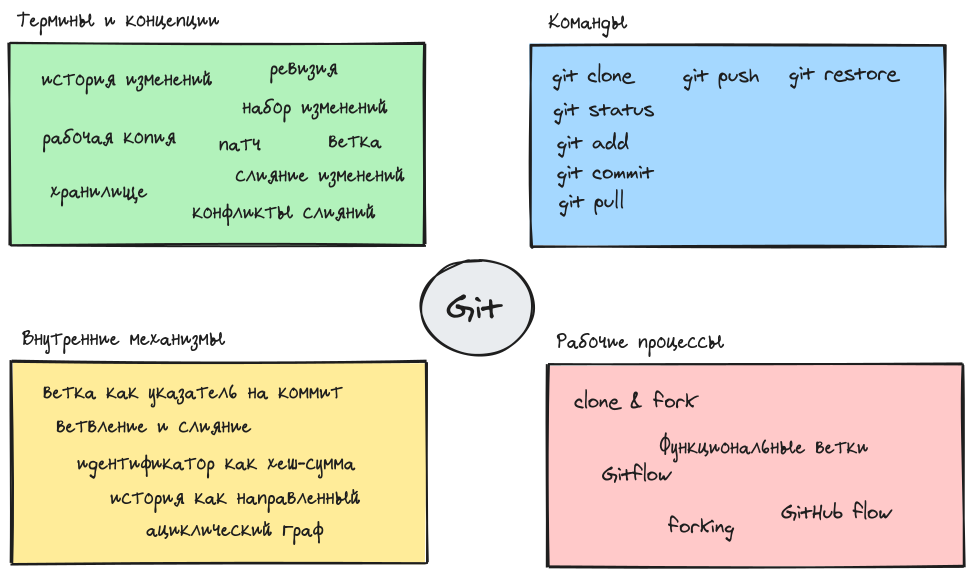 Термины и концепции
история изменений
ревизия
набор изменений
рабочая копия
патч
ветка
слияние изменений
хранилище
конфликты слияний
Команды
git clone
git push
git restore
git status
git add
git commit
git pull
Git
Внутренние механизмы
ветка как указатель на коммит
ветвление и слияние
идентификатор как хеш-сумма
история как направленный
ациклический граф
Рабочие процессы
clone & fork
Функциональные ветки
Gitflow
GitHub flow
forking